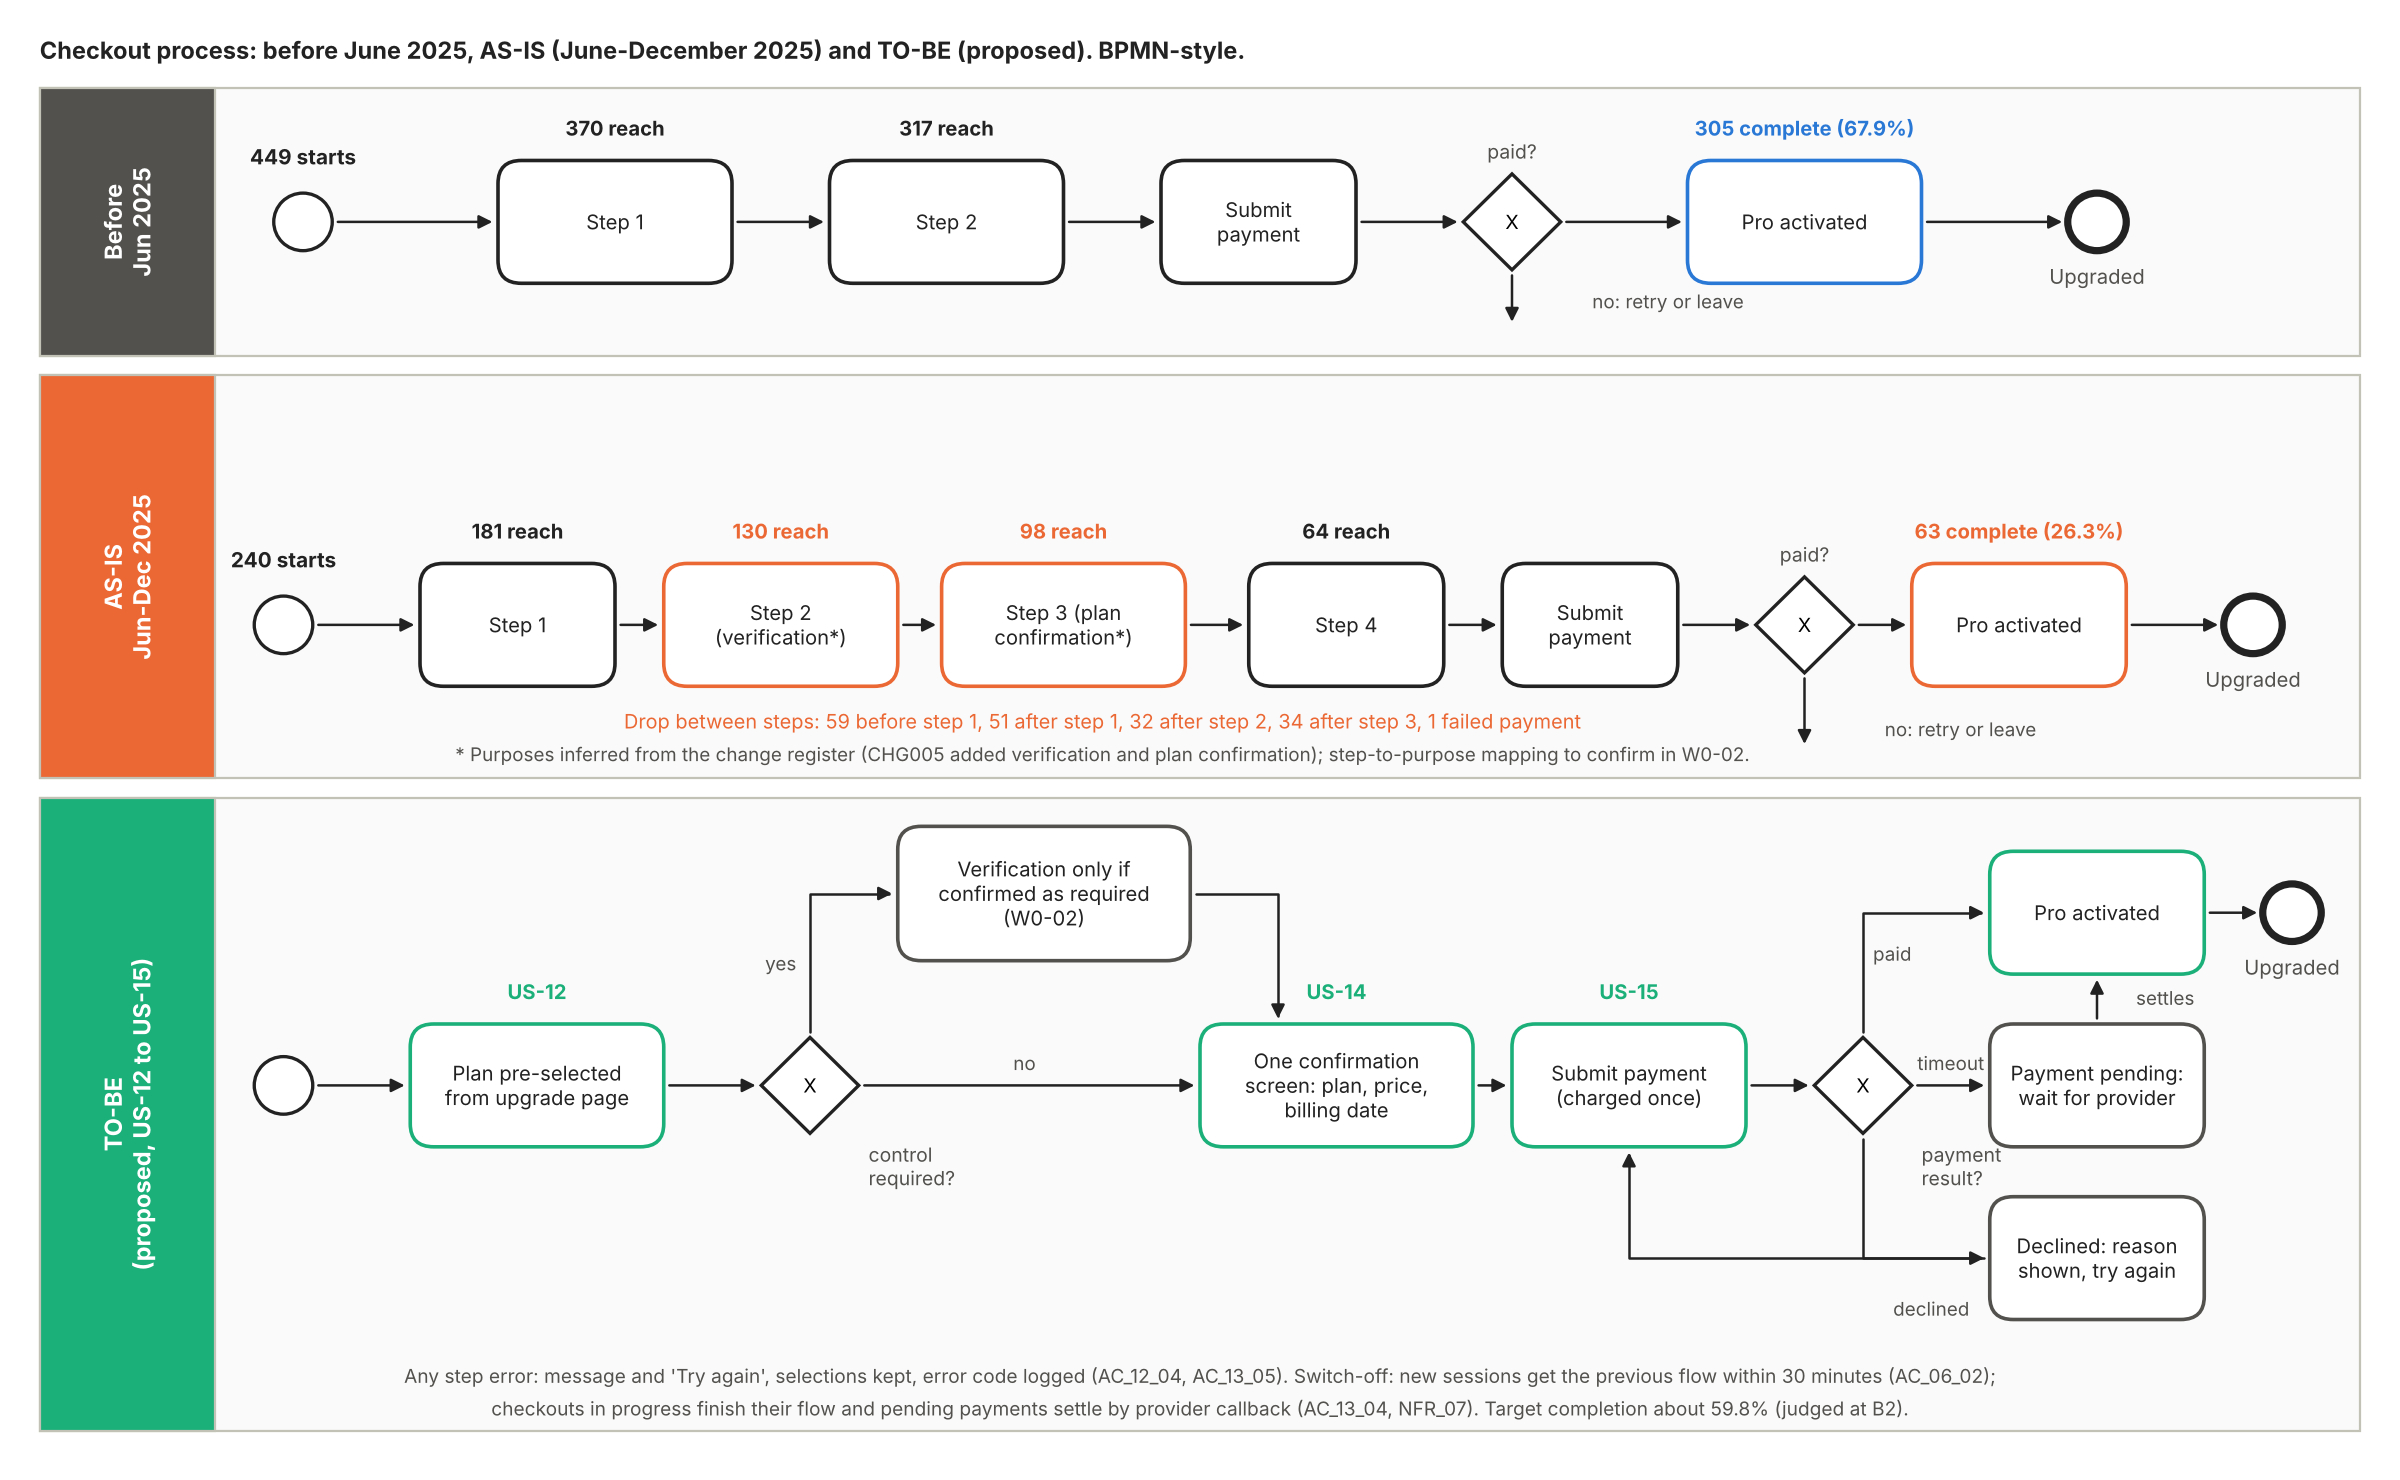 Checkout process: before June 2025, AS-IS (June-December 2025) and TO-BE (proposed). BPMN-style.
Before
Jun 2025
449 starts
370 reach
Step 1
317 reach
Step 2
Submit
payment
paid?
X
no: retry or leave
305 complete (67.9%)
Pro activated
Upgraded
AS-IS
Jun-Dec 2025
240 starts
181 reach
Step 1
130 reach
Step 2
(verification*)
98 reach
Step 3 (plan
confirmation*)
64 reach
Step 4
Submit
payment
paid?
X
no: retry or leave
63 complete (26.3%)
Pro activated
Upgraded
Drop between steps: 59 before step 1, 51 after step 1, 32 after step 2, 34 after step 3, 1 failed payment
* Purposes inferred from the change register (CHG005 added verification and plan confirmation); step-to-purpose mapping to confirm in W0-02.
TO-BE
(proposed, US-12 to US-15)
US-12
Plan pre-selected
from upgrade page
X
control
required?
yes
Verification only if
confirmed as required
(W0-02)
no
US-14
One confirmation
screen: plan, price,
billing date
US-15
Submit payment
(charged once)
X
payment
result?
paid
Pro activated
Upgraded
settles
timeout
Payment pending:
wait for provider
declined
Declined: reason
shown, try again
Any step error: message and 'Try again', selections kept, error code logged (AC_12_04, AC_13_05). Switch-off: new sessions get the previous flow within 30 minutes (AC_06_02);
checkouts in progress finish their flow and pending payments settle by provider callback (AC_13_04, NFR_07). Target completion about 59.8% (judged at B2).